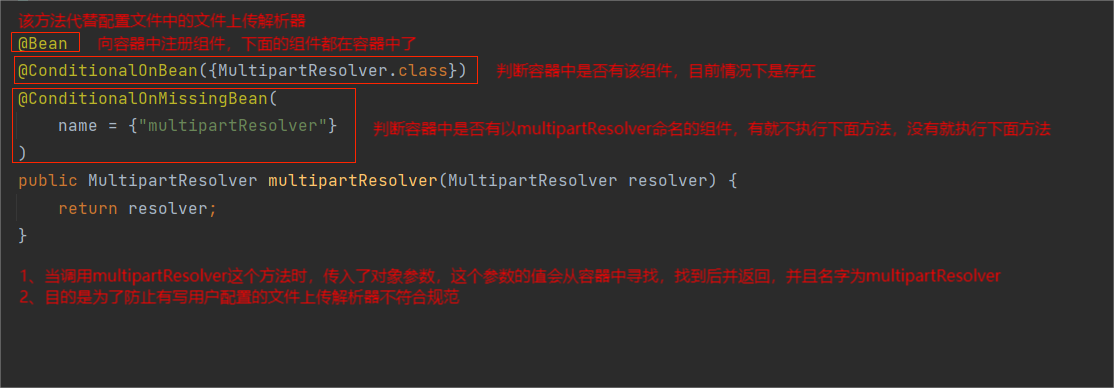 该方法代替配置文件中的文件上传解析器
@Bean 向容器中注册组件，下面的组件都在容器中了
@ConditionalOnBean({MultipartResolver.class}) 判断容器中是否有该组件，目前情况下是存在
@ConditionalOnMissingBean(
name = {"multipartResolver"}
判断容器中是否有以multipartResolver命名的组件，有就不执行下面方法，没有就执行下面方法
)
public MultipartResolver multipartResolver(MultipartResolver resolver) {
return resolver;
}
1、当调用multipartResolver这个方法时，传入了对象参数，这个参数的值会从容器中寻找，找到后并返回，并且名字为multipartResolver
2、目的是为了防止有写用户配置的文件上传解析器不符合规范